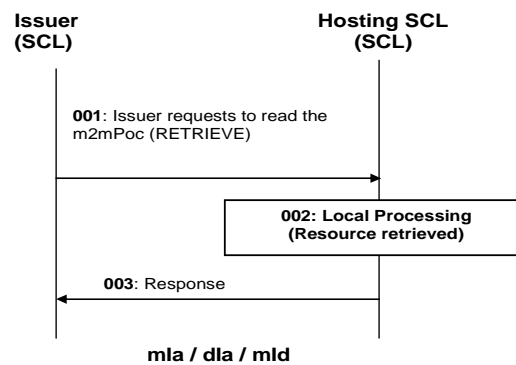 Issuer
(SCL)
Hosting SCL
(SCL)
001: Issuer requests to read the
m2mPoc (RETRIEVE)
002: Local Processing
(Resource retrieved)
003: Response
mIa / dIa / mId